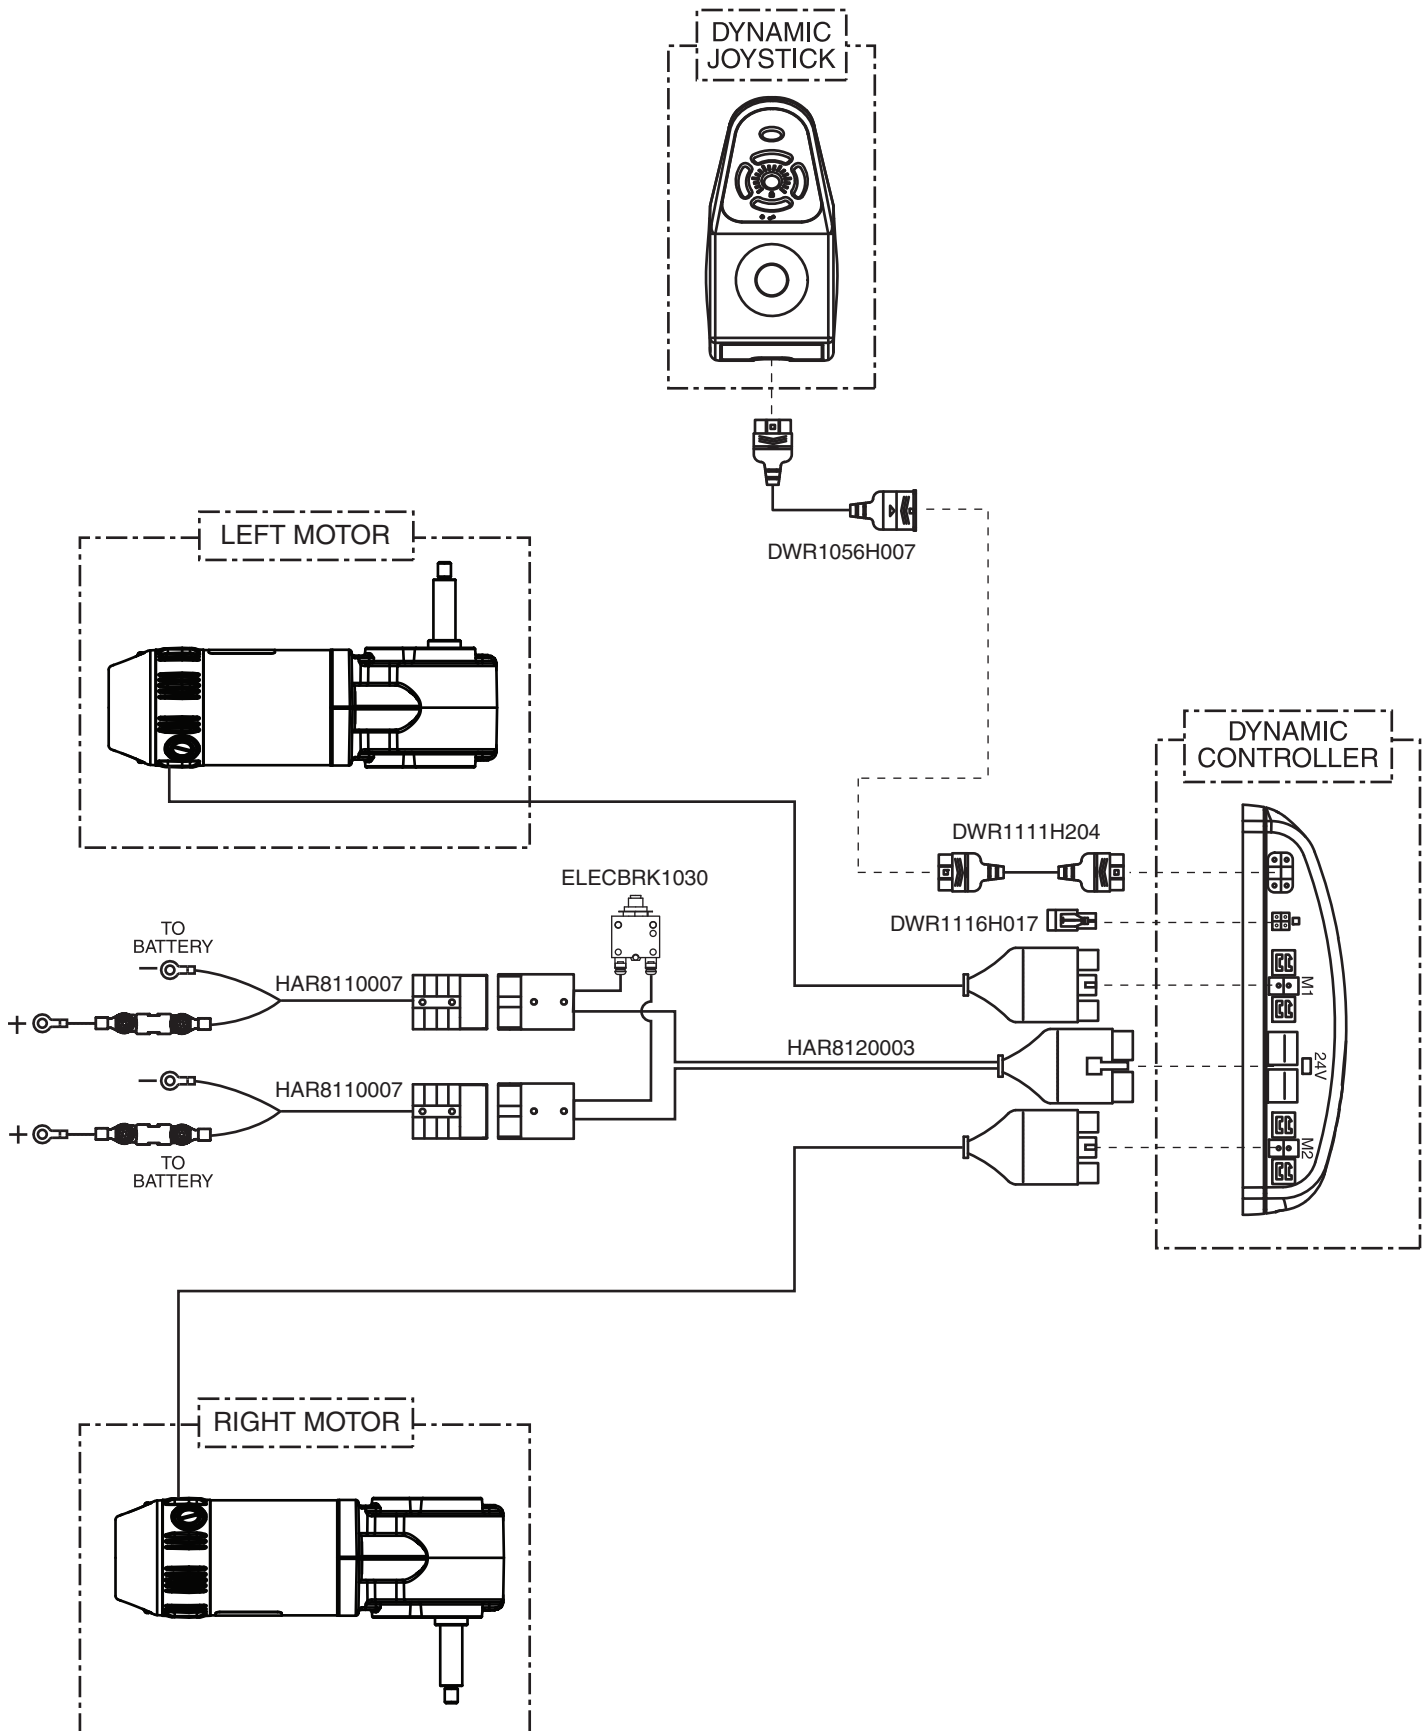 DYNAMIC
JOYSTICK
DWR1056H007
LEFT MOTOR
DYNAMIC
CONTROLLER
DWR1111H204
ELECBRK1030
DWR1116H017
TO
BATTERY
−
HAR8110007
+
M1
HAR8120003
24V
−
HAR8110007
+
M2
TO
BATTERY
RIGHT MOTOR